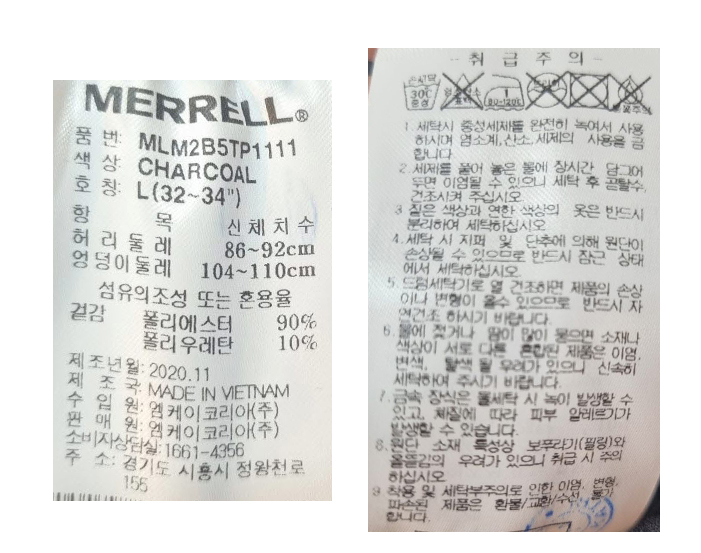 MERRELL®
품 번: MLM2B5TP1111
색 상: CHARCOAL
호 칭: L(32~34")
항 목 신체치수
허리둘레 86~92cm
엉덩이둘레 104~110cm
섬유의조성 또는 혼용율
겉감 폴리에스터 90%
폴리우레탄 10%
제조년월: 2020.11
제 조 국: MADE IN VIETNAM
수 입 원: 엠케이코리아(주)
판 매 원: 엠케이코리아(주)
소비자상담실: 1661-4356
주 소: 경기도 시흥시 정왕천로
156
- 취 급 주 의 -
손세탁
30℃
중성
80~120℃
1. 세탁시 중성세제를 완전히 녹여서 사용
하시며 염소계, 산소, 세제의 사용을 금
합니다.
2. 세제를 풀어 놓은 물에 장시간 담그어
두면 이염될 수 있으니 세탁 후 곧탈수,
건조시켜 주십시오.
3. 짙은 색상과 연한 색상의 옷은 반드시
분리하여 세탁하십시오
4. 세탁 시 지퍼 및 단추에 의해 원단이
손상될 수 있으므로 반드시 잠근 상태
에서 세탁하십시오.
5. 드럼세탁기로 열 건조하면 제품의 손상
이나 변형이 올수 있으므로 반드시 자
연건조 하시기 바랍니다.
6. 물에 젖거나 땀이 많이 묻으면 소재나
색상이 서로 다른 혼합된 제품은 이염,
변색, 탈색 될 우려가 있으니 신속히
세탁하여 주시기 바랍니다.
7. 금속 장식은 물세탁 시 녹이 발생할 수
있고, 체질에 따라 피부 알레르기가
발생할 수 있습니다.
8. 원단 소재 특성상 보푸라기(필링)와
올뜯김의 우려가 있으니 취급 시 주의
하십시오
9. 착용 및 세탁부주의로 인한 이염, 변형,
파손된 제품은 환불/교환/수선 불가
합니다.